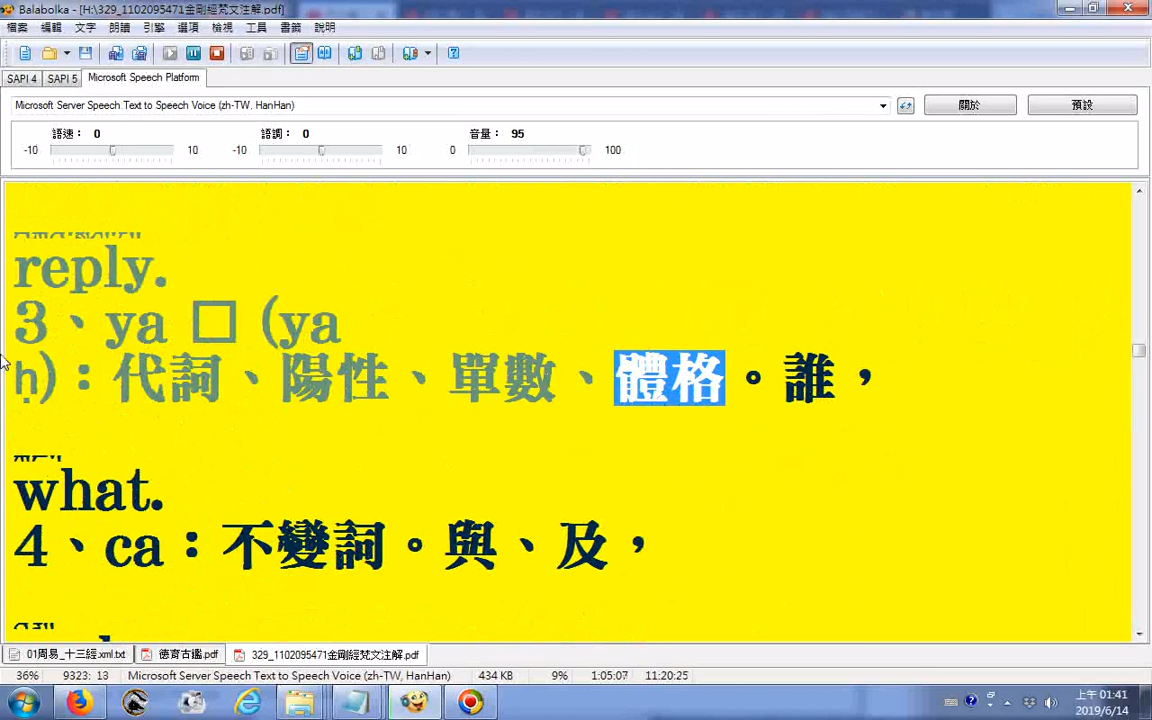 Balabolka - [H:\329_1102095471金剛經梵文注解.pdf]
檔案 編輯 文字 朗讀 引擎 選項 檢視 工具 書籤 說明
SAPI 4 SAPI 5 Microsoft Speech Platform
Microsoft Server Speech Text to Speech Voice (zh-TW, HanHan) 關於 預設
語速： 0 語調： 0 音量： 95
-10 10 -10 10 0 100
reply.
3、ya □ (ya
ḥ)：代詞、陽性、單數、體格。誰，
what.
4、ca：不變詞。與、及，
01周易_十三經.xml.txt 德育古鑑.pdf 329_1102095471金剛經梵文注解.pdf
36% 9323: 13 Microsoft Server Speech Text to Speech Voice (zh-TW, HanHan) 434 KB 9% 1:05:07 11:20:25
上午 01:41
2019/6/14